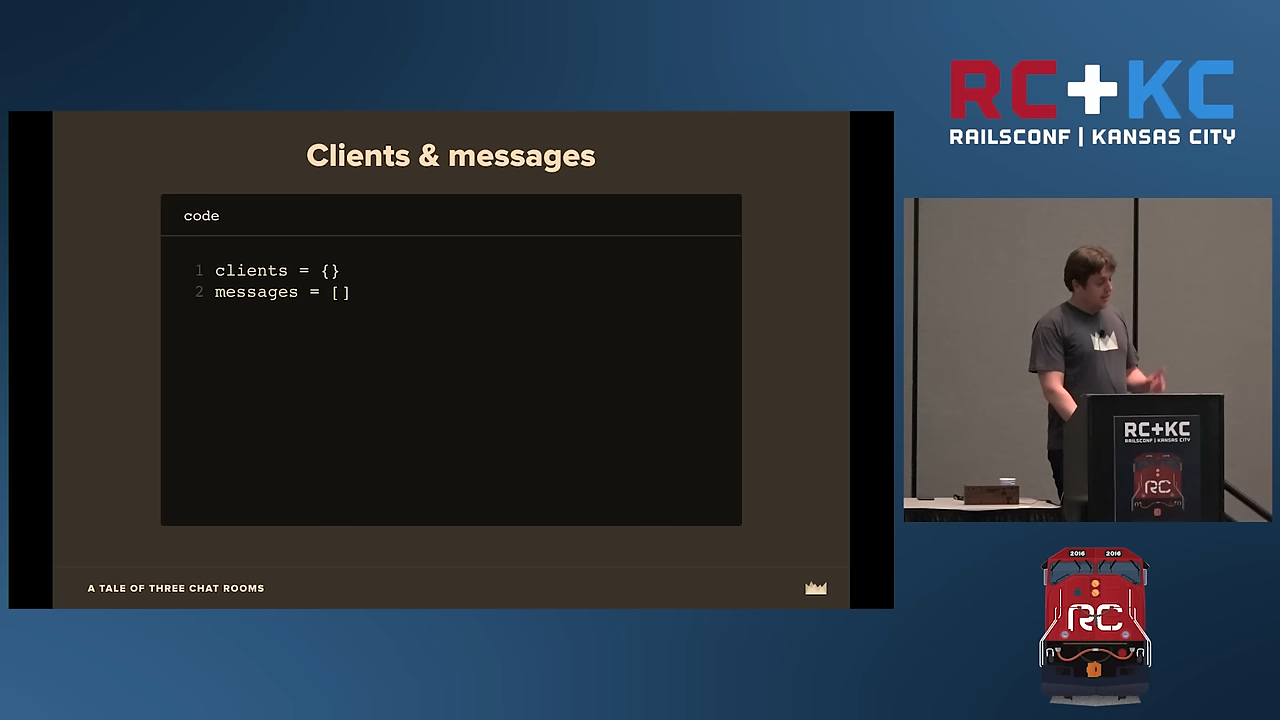 RC+KC
RAILSCONF | KANSAS CITY
Clients & messages
code
1 clients = {}
2 messages = []
A TALE OF THREE CHAT ROOMS
RC+KC
RAILSCONF | KANSAS CITY
RC
2016 2016
RC